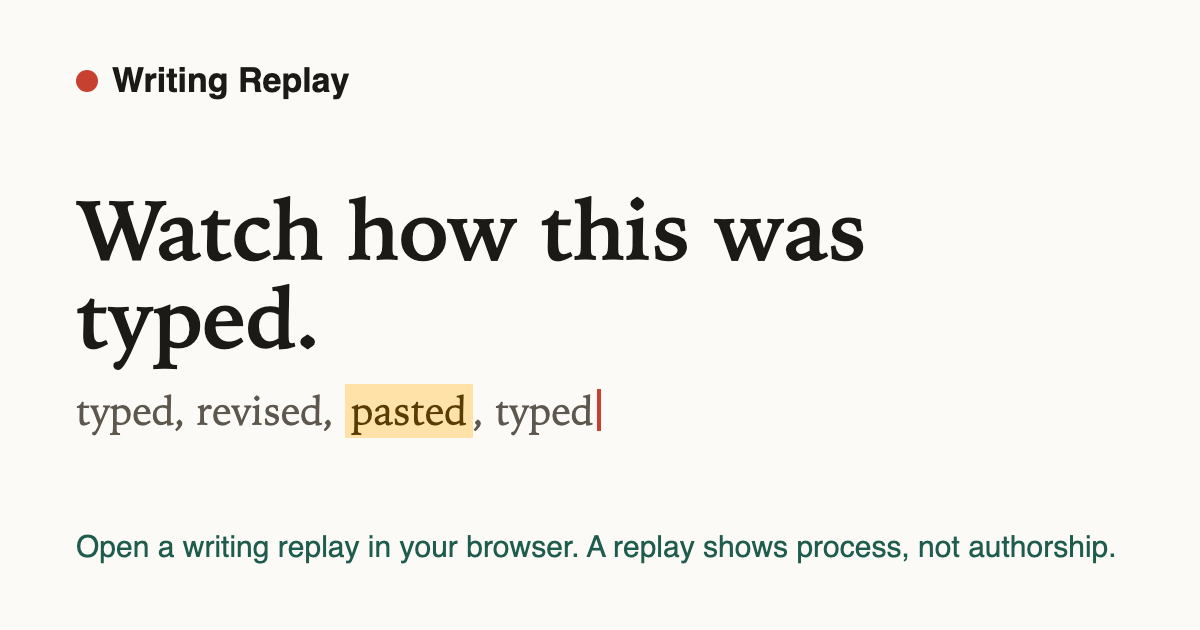 Writing Replay
Watch how this was
typed.
typed, revised, pasted, typed
Open a writing replay in your browser. A replay shows process, not authorship.